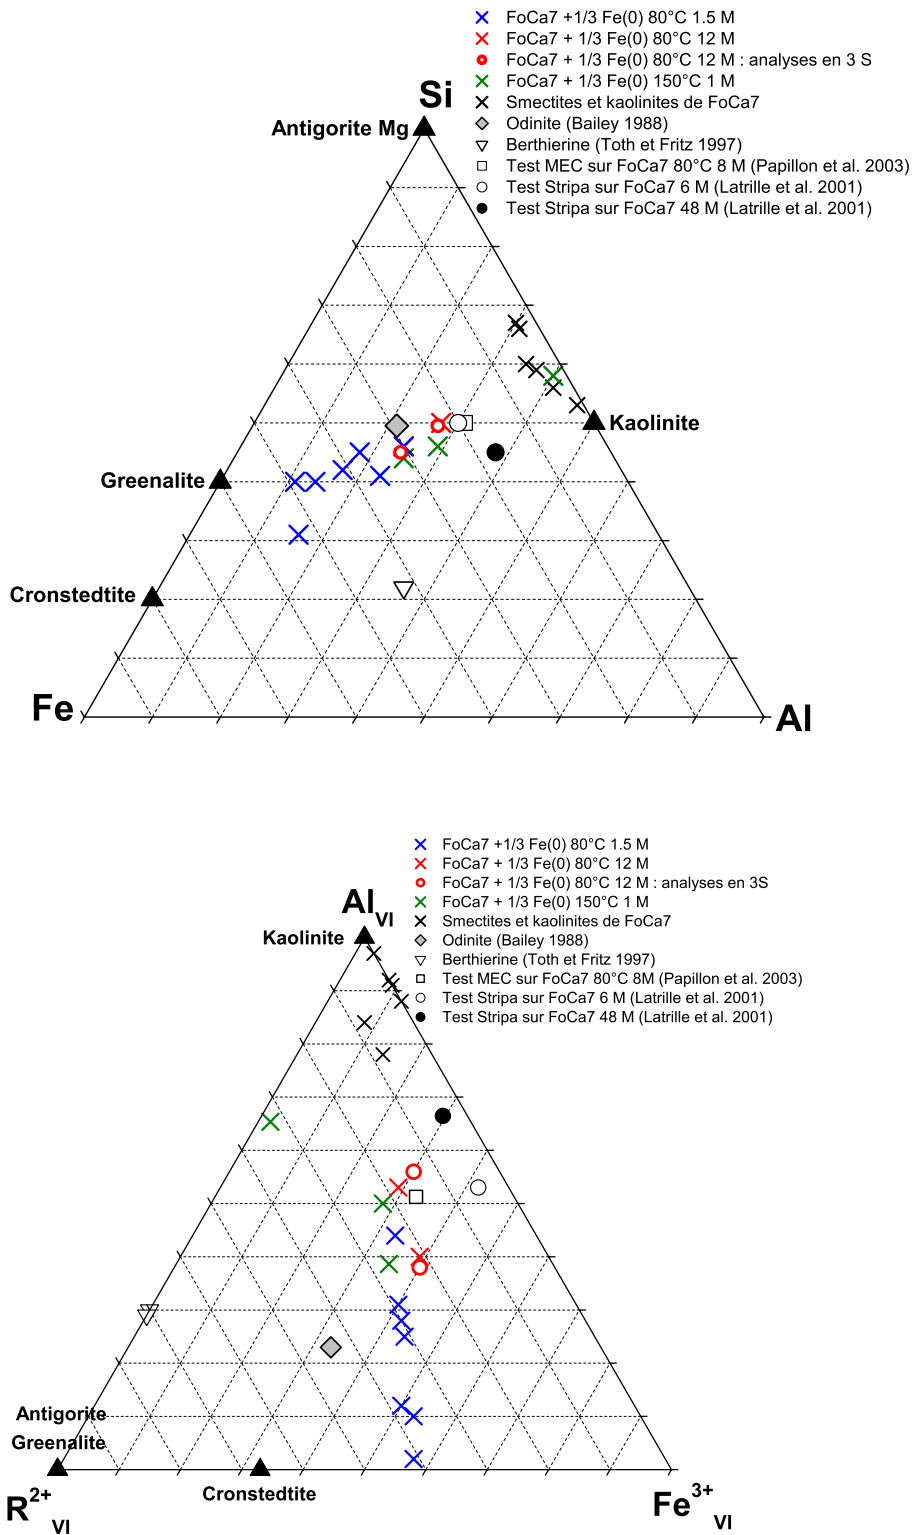 FoCa7 +1/3 Fe(0) 80°C 1.5 M
FoCa7 + 1/3 Fe(0) 80°C 12 M
FoCa7 + 1/3 Fe(0) 80°C 12 M : analyses en 3 S
FoCa7 + 1/3 Fe(0) 150°C 1 M
Smectites et kaolinites de FoCa7
Odinite (Bailey 1988)
Berthierine (Toth et Fritz 1997)
Test MEC sur FoCa7 80°C 8 M (Papillon et al. 2003)
Test Stripa sur FoCa7 6 M (Latrille et al. 2001)
Test Stripa sur FoCa7 48 M (Latrille et al. 2001)
Si
Antigorite Mg
Kaolinite
Greenalite
Cronstedtite
Fe
Al
FoCa7 +1/3 Fe(0) 80°C 1.5 M
FoCa7 + 1/3 Fe(0) 80°C 12 M
FoCa7 + 1/3 Fe(0) 80°C 12 M : analyses en 3S
FoCa7 + 1/3 Fe(0) 150°C 1 M
Smectites et kaolinites de FoCa7
Odinite (Bailey 1988)
Berthierine (Toth et Fritz 1997)
Test MEC sur FoCa7 80°C 8M (Papillon et al. 2003)
Test Stripa sur FoCa7 6 M (Latrille et al. 2001)
Test Stripa sur FoCa7 48 M (Latrille et al. 2001)
Al VI
Kaolinite
Antigorite
Greenalite
Cronstedtite
R2+ VI
Fe3+ VI